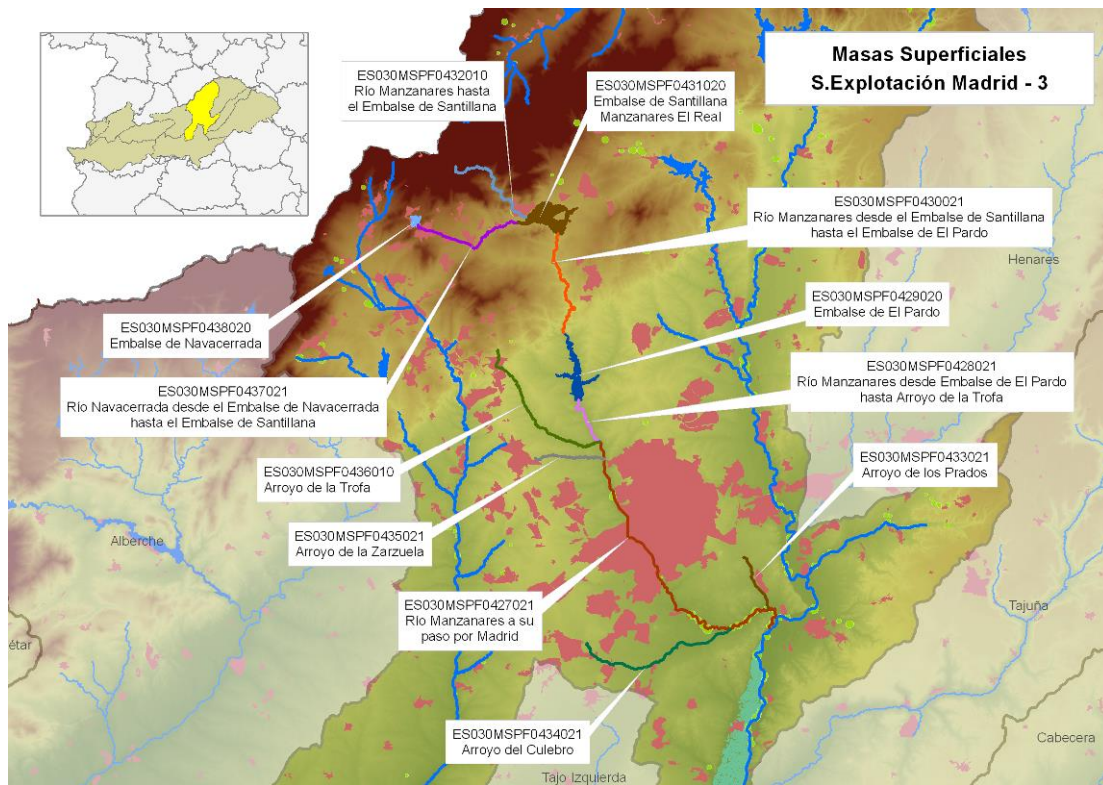 Masas Superficiales
S.Explotación Madrid - 3
ES030MSPF0432010
Río Manzanares hasta
el Embalse de Santillana
ES030MSPF0431020
Embalse de Santillana
Manzanares El Real
ES030MSPF0430021
Río Manzanares desde el Embalse de Santillana
hasta el Embalse de El Pardo
Henares
ES030MSPF0429020
Embalse de El Pardo
ES030MSPF0438020
Embalse de Navacerrada
ES030MSPF0428021
Río Manzanares desde Embalse de El Pardo
hasta Arroyo de la Trofa
ES030MSPF0437021
Río Navacerrada desde el Embalse de Navacerrada
hasta el Embalse de Santillana
ES030MSPF0433021
Arroyo de los Prados
ES030MSPF0436010
Arroyo de la Trofa
ES030MSPF0435021
Arroyo de la Zarzuela
Alberche
ES030MSPF0427021
Río Manzanares a su
paso por Madrid
Tajuña
étar
ES030MSPF0434021
Arroyo del Culebro
Cabecera
Tajo Izquierda